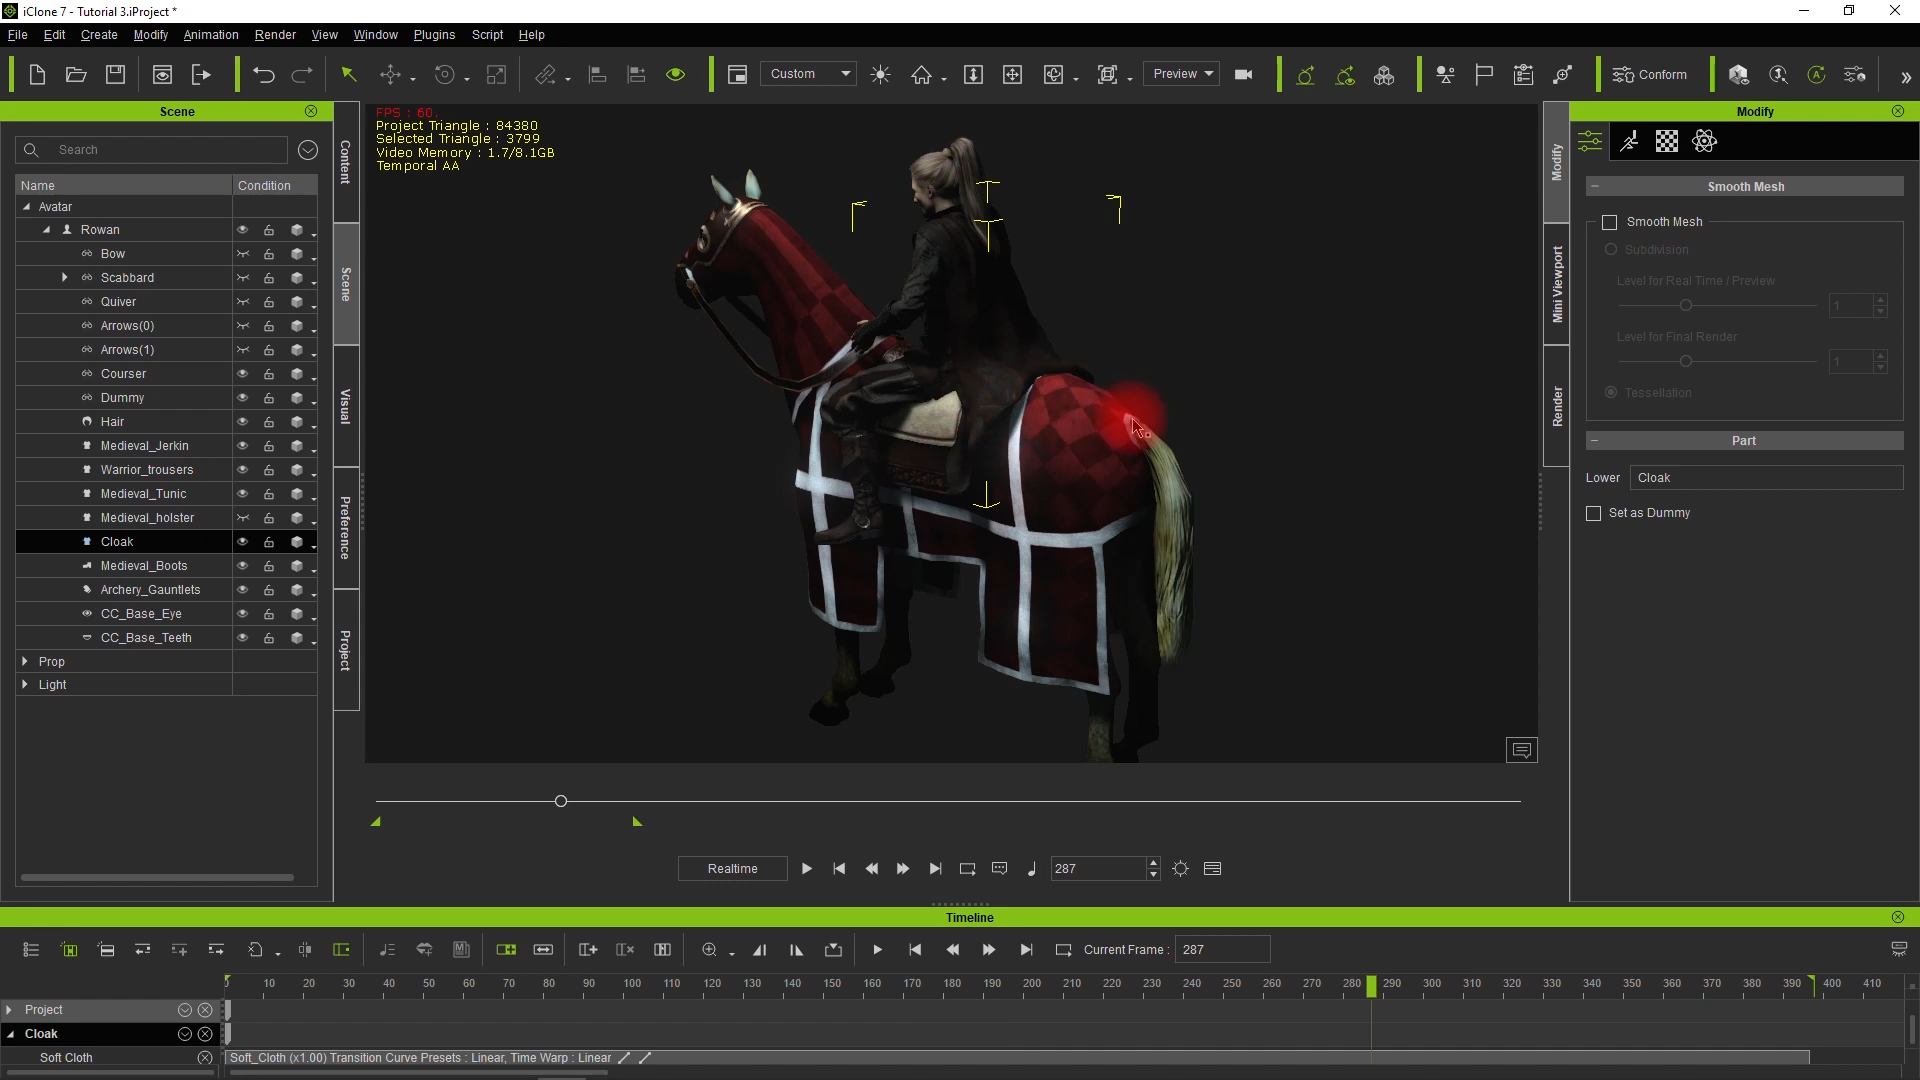 iClone 7 - Tutorial 3.iProject *
File Edit Create Modify Animation Render View Window Plugins Script Help
Custom Preview Conform
Scene
Search
Name Condition
Avatar
Rowan
Bow
Scabbard
Quiver
Arrows(0)
Arrows(1)
Courser
Dummy
Hair
Medieval_Jerkin
Warrior_trousers
Medieval_Tunic
Medieval_holster
Cloak
Medieval_Boots
Archery_Gauntlets
CC_Base_Eye
CC_Base_Teeth
Prop
Light
Content
Scene
Visual
Preference
Project
FPS : 60.
Project Triangle : 84380
Selected Triangle : 3799
Video Memory : 1.7/8.1GB
Temporal AA
Modify
Mini Viewport
Render
Modify
Smooth Mesh
Smooth Mesh
Subdivision
Level for Real Time / Preview
1
Level for Final Render
1
Tessellation
Part
Lower Cloak
Set as Dummy
Realtime 287
Timeline
Current Frame : 287
10 20 30 40 50 60 70 80 90 100 110 120 130 140 150 160 170 180 190 200 210 220 230 240 250 260 270 280 290 300 310 320 330 340 350 360 370 380 390 400 410
Project
Cloak
Soft Cloth Soft_Cloth (x1.00) Transition Curve Presets : Linear, Time Warp : Linear